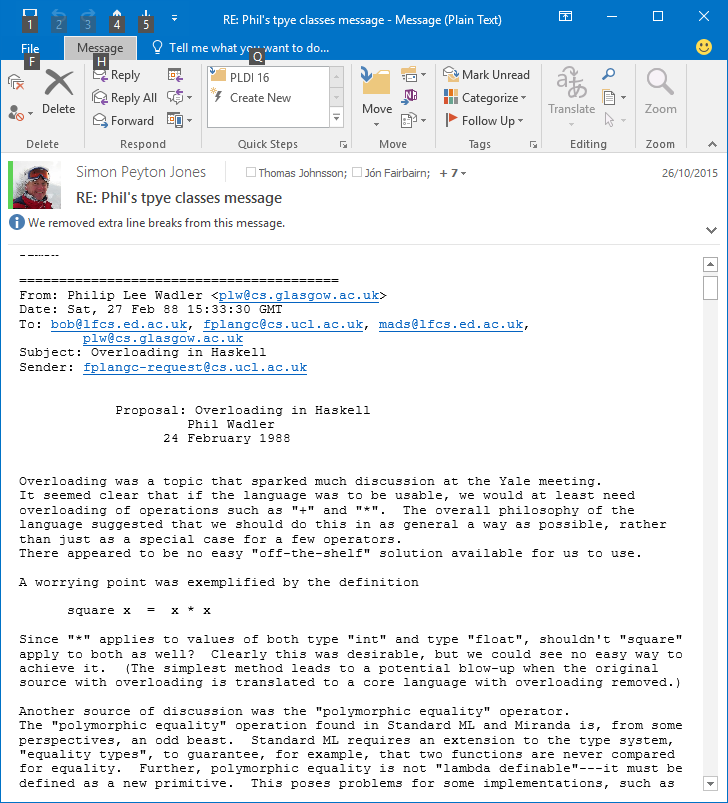 1 2 3 4 5
RE: Phil's tpye classes message - Message (Plain Text)
File Message Tell me what you want to do...
F H Q
Delete
Reply
Reply All
Forward
PLDI 16
Create New
Move
Mark Unread
Categorize
Follow Up
Translate
Zoom
Delete Respond Quick Steps Move Tags Editing Zoom
Simon Peyton Jones Thomas Johnsson; Jón Fairbairn; + 7 26/10/2015
RE: Phil's tpye classes message
We removed extra line breaks from this message.
========================================
From: Philip Lee Wadler <plw@cs.glasgow.ac.uk>
Date: Sat, 27 Feb 88 15:33:30 GMT
To: bob@lfcs.ed.ac.uk, fplangc@cs.ucl.ac.uk, mads@lfcs.ed.ac.uk,
plw@cs.glasgow.ac.uk
Subject: Overloading in Haskell
Sender: fplangc-request@cs.ucl.ac.uk
Proposal: Overloading in Haskell
Phil Wadler
24 February 1988
Overloading was a topic that sparked much discussion at the Yale meeting.
It seemed clear that if the language was to be usable, we would at least need
overloading of operations such as "+" and "*".  The overall philosophy of the
language suggested that we should do this in as general a way as possible, rather
than just as a special case for a few operators.
There appeared to be no easy "off-the-shelf" solution available for us to use.
A worrying point was exemplified by the definition
square x  =  x * x
Since "*" applies to values of both type "int" and type "float", shouldn't "square"
apply to both as well?  Clearly this was desirable, but we could see no easy way to
achieve it.  (The simplest method leads to a potential blow-up when the original
source with overloading is translated to a core language with overloading removed.)
Another source of discussion was the "polymorphic equality" operator.
The "polymorphic equality" operation found in Standard ML and Miranda is, from some
perspectives, an odd beast.  Standard ML requires an extension to the type system,
"equality types", to guarantee, for example, that two functions are never compared
for equality.  Further, polymorphic equality is not "lambda definable"---it must be
defined as a new primitive.  This poses problems for some implementations, such as